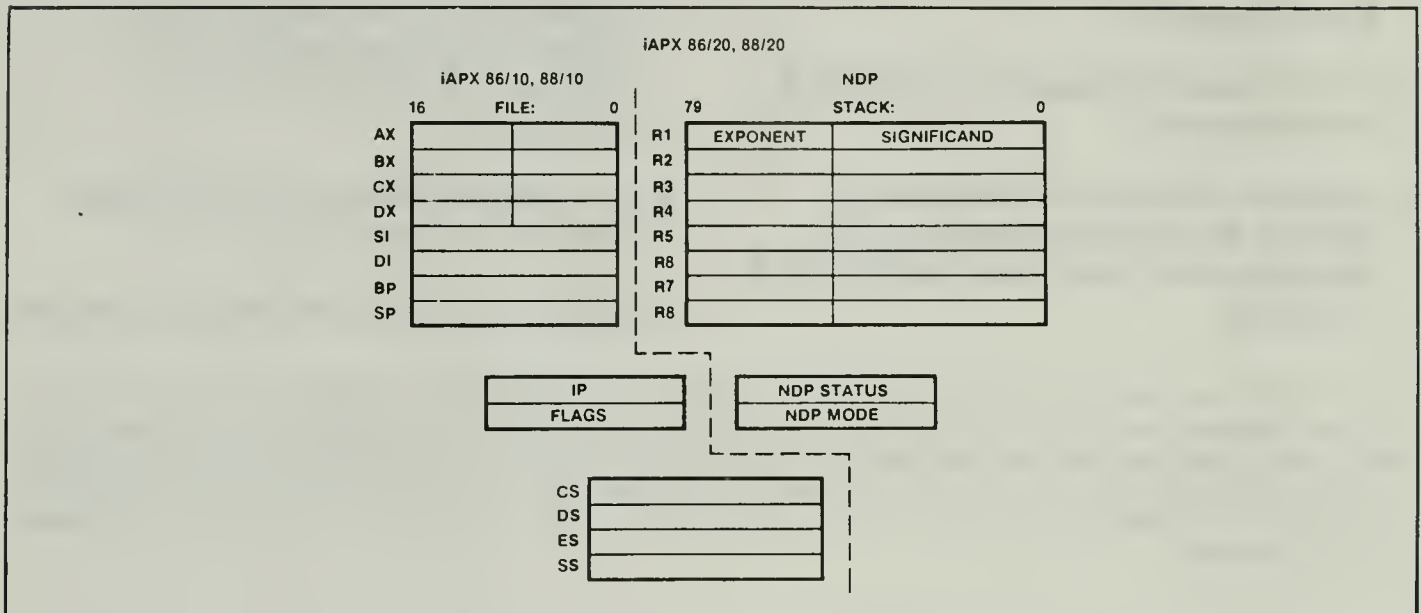 iAPX 86/20, 88/20
iAPX 86/10, 88/10
NDP
16 FILE: 0
79 STACK: 0
AX
BX
CX
DX
SI
DI
BP
SP
R1 EXPONENT SIGNIFICAND
R2
R3
R4
R5
R8
R7
R8
IP
FLAGS
NDP STATUS
NDP MODE
CS
DS
ES
SS